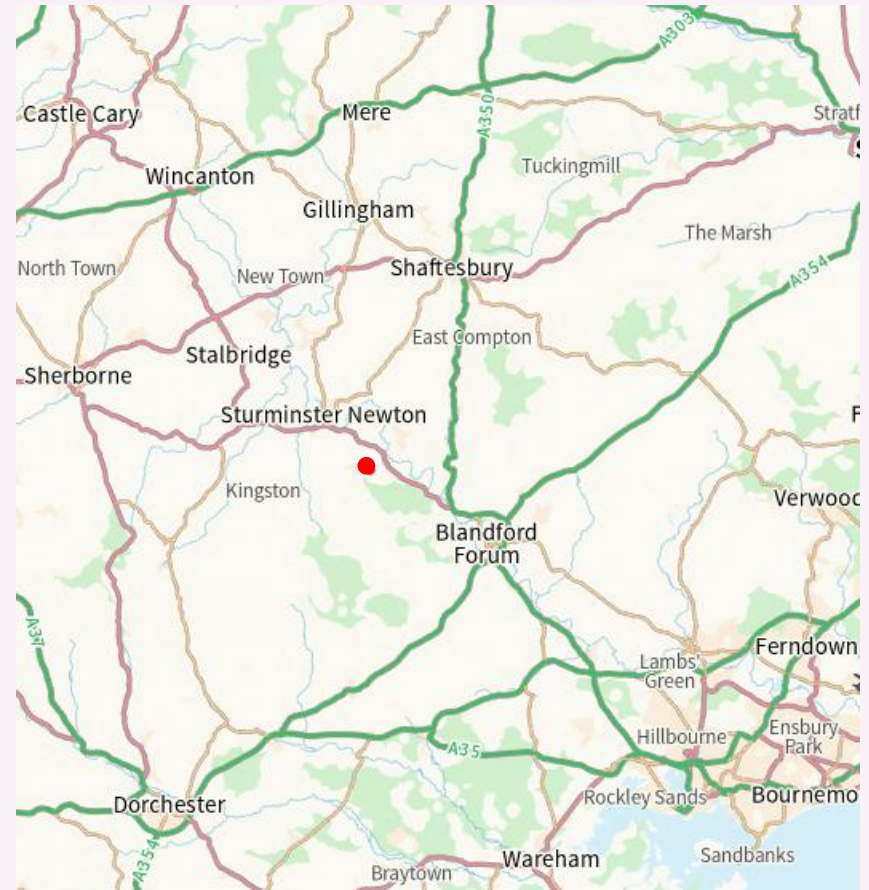 A303
Castle Cary
Mere
A350
Stratf
Tuckingmill
S
Wincanton
Gillingham
The Marsh
North Town
New Town
Shaftesbury
A354
East Compton
Stalbridge
Sherborne
Sturminster Newton
F
Kingston
Verwood
Blandford
Forum
A37
Ferndown
Lambs'
Green
Hillbourne
Ensbury
Park
A35
Dorchester
Rockley Sands
Bournemo
A354
Wareham
Sandbanks
Braytown